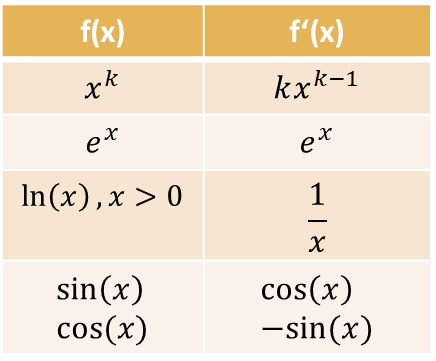 f(x) f‘(x)
x^k kx^{k−1}
e^x e^x
ln(x) , x > 0 1/x
sin(x) cos(x)
cos(x) −sin(x)